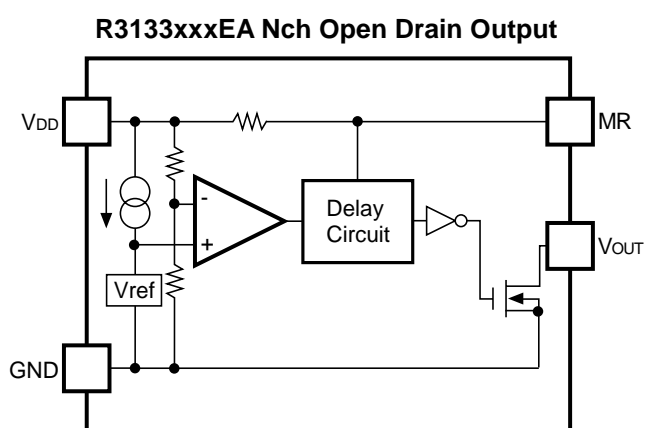 R3133xxxEA Nch Open Drain Output
VDD
MR
-
Delay
Circuit
+
VOUT
Vref
GND